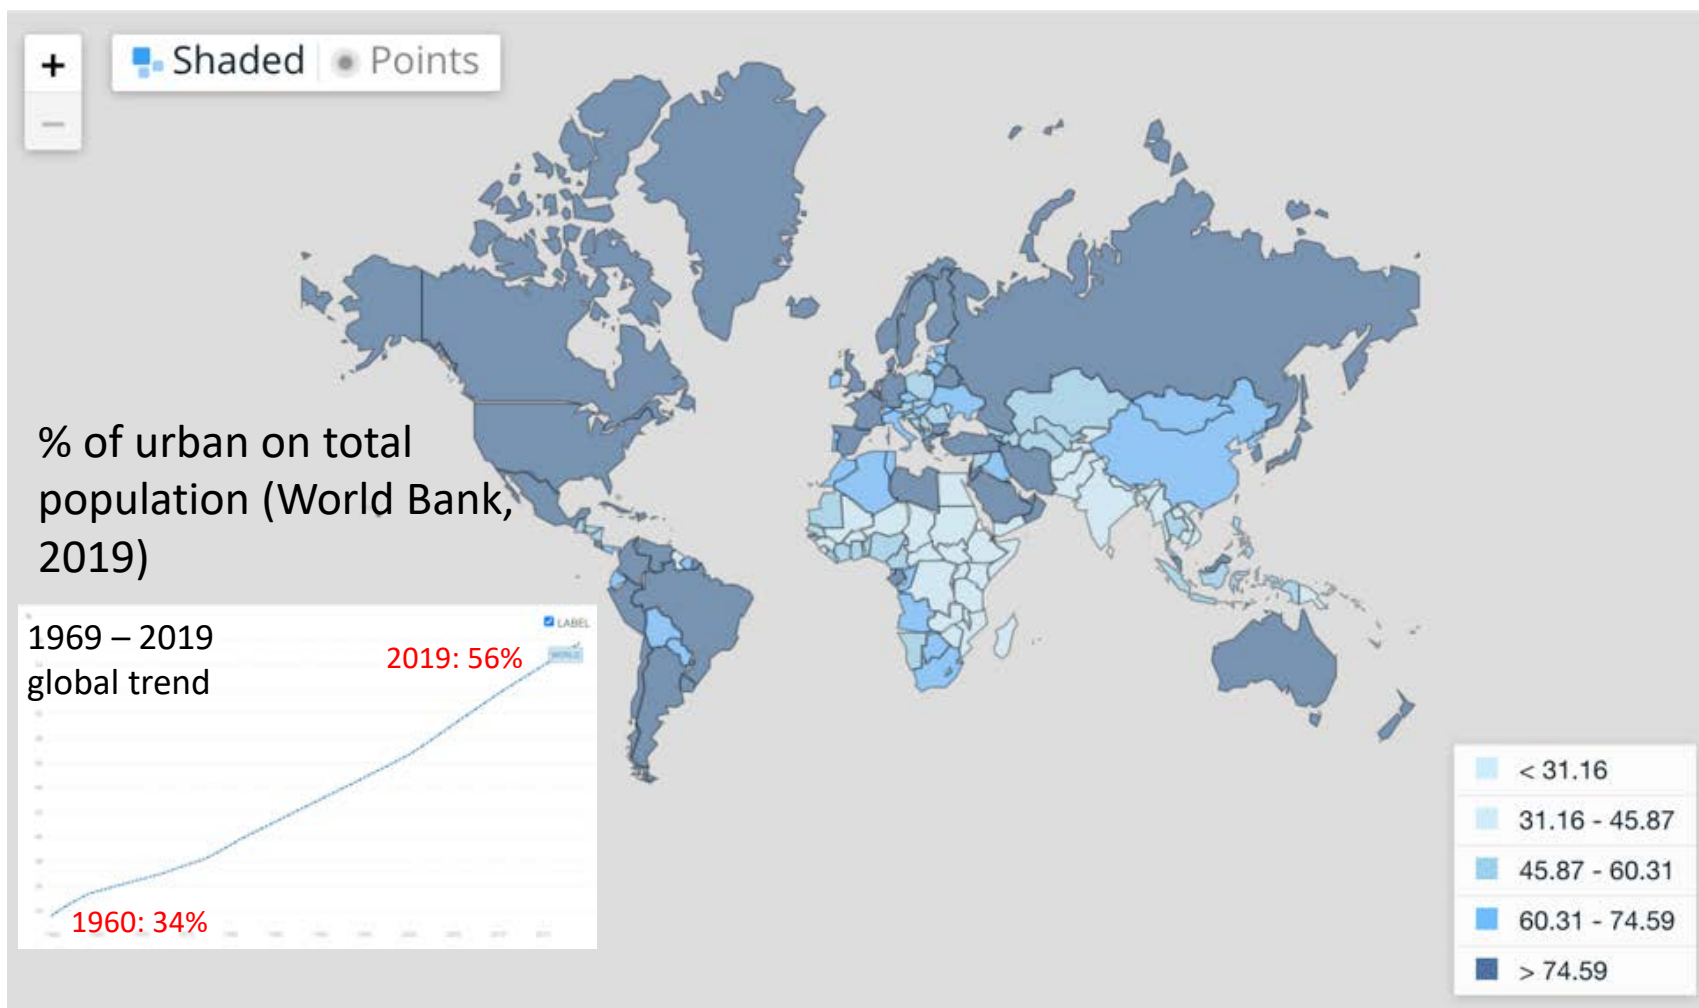 +
Shaded
Points
−
% of urban on total
population (World Bank,
2019)
1969 – 2019
global trend
LABEL
2019: 56%
WORLD
1960: 34%
< 31.16
31.16 - 45.87
45.87 - 60.31
60.31 - 74.59
> 74.59